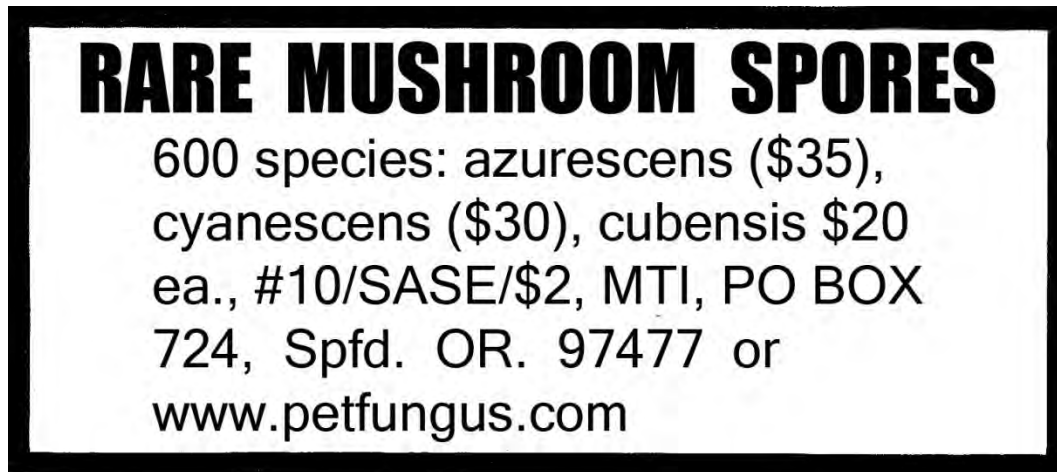 RARE MUSHROOM SPORES
600 species: azurescens ($35),
cyanescens ($30), cubensis $20
ea., #10/SASE/$2, MTI, PO BOX
724, Spfd. OR. 97477 or
www.petfungus.com